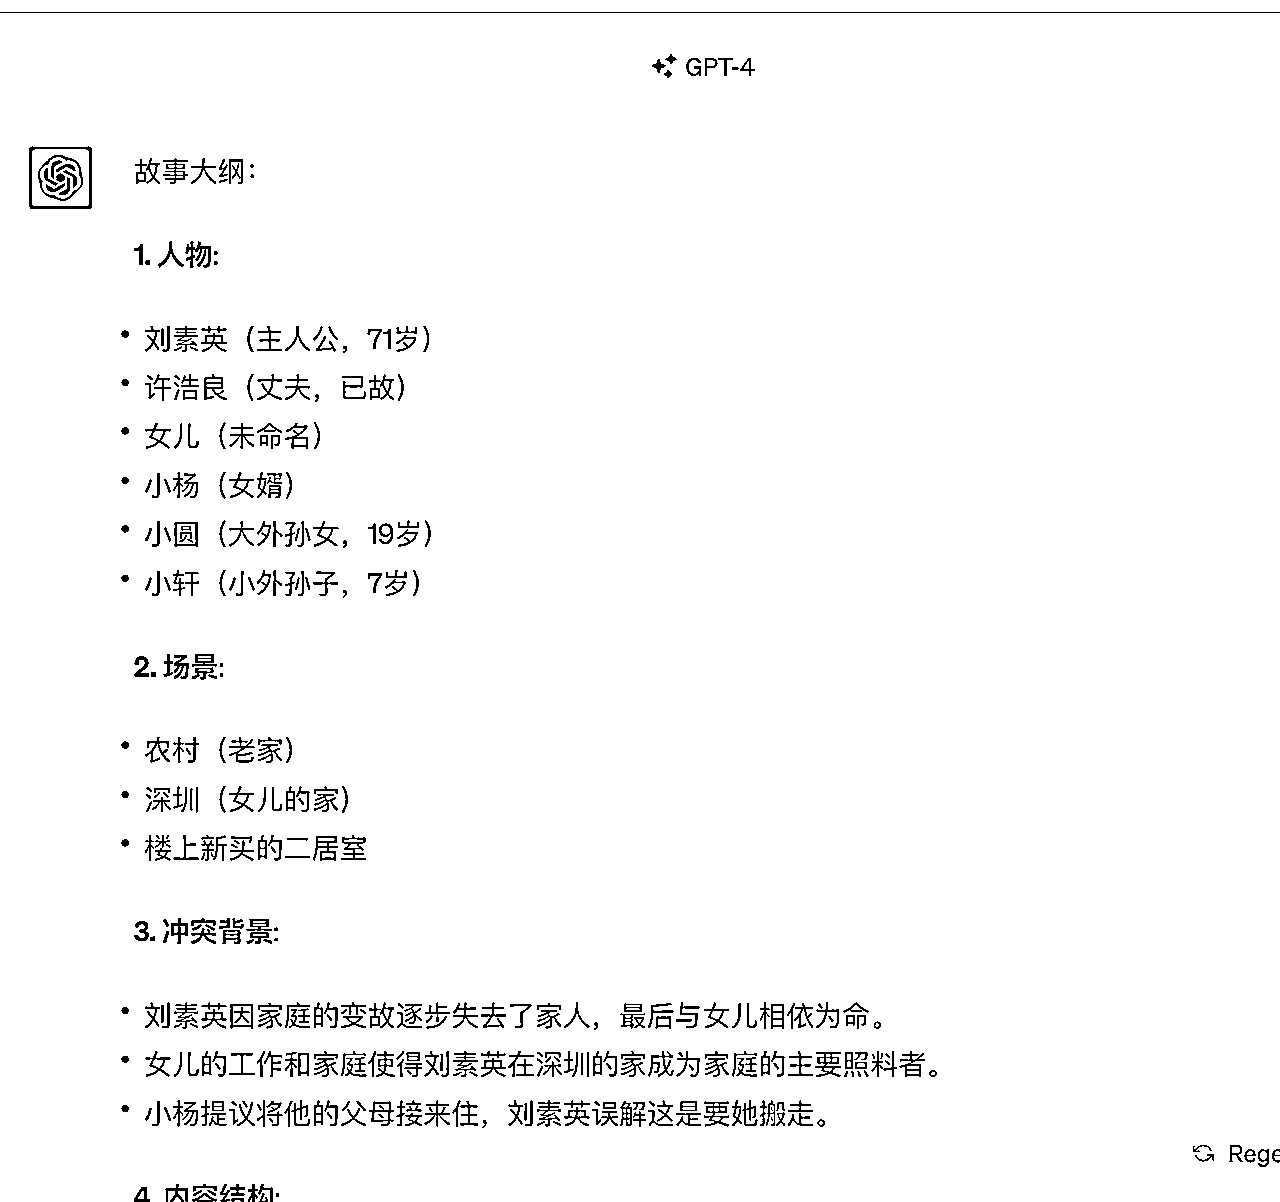 GPT-4
故事大纲：
1. 人物:
• 刘素英（主人公，71岁）
• 许浩良（丈夫，已故）
• 女儿（未命名）
• 小杨（女婿）
• 小圆（大外孙女，19岁）
• 小轩（小外孙子，7岁）
2. 场景:
• 农村（老家）
• 深圳（女儿的家）
• 楼上新买的二居室
3. 冲突背景:
• 刘素英因家庭的变故逐步失去了家人，最后与女儿相依为命。
• 女儿的工作和家庭使得刘素英在深圳的家成为家庭的主要照料者。
• 小杨提议将他的父母接来住，刘素英误解这是要她搬走。
Rege
4. 内容结构: